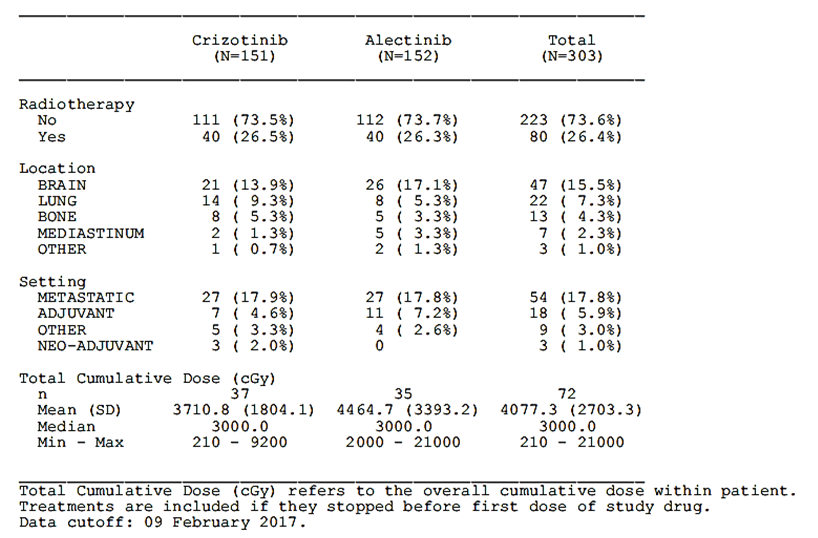 Crizotinib Alectinib Total
(N=151) (N=152) (N=303)
Radiotherapy
No 111 (73.5%) 112 (73.7%) 223 (73.6%)
Yes 40 (26.5%) 40 (26.3%) 80 (26.4%)
Location
BRAIN 21 (13.9%) 26 (17.1%) 47 (15.5%)
LUNG 14 ( 9.3%) 8 ( 5.3%) 22 ( 7.3%)
BONE 8 ( 5.3%) 5 ( 3.3%) 13 ( 4.3%)
MEDIASTINUM 2 ( 1.3%) 5 ( 3.3%) 7 ( 2.3%)
OTHER 1 ( 0.7%) 2 ( 1.3%) 3 ( 1.0%)
Setting
METASTATIC 27 (17.9%) 27 (17.8%) 54 (17.8%)
ADJUVANT 7 ( 4.6%) 11 ( 7.2%) 18 ( 5.9%)
OTHER 5 ( 3.3%) 4 ( 2.6%) 9 ( 3.0%)
NEO-ADJUVANT 3 ( 2.0%) 0 3 ( 1.0%)
Total Cumulative Dose (cGy)
n 37 35 72
Mean (SD) 3710.8 (1804.1) 4464.7 (3393.2) 4077.3 (2703.3)
Median 3000.0 3000.0 3000.0
Min - Max 210 - 9200 2000 - 21000 210 - 21000
Total Cumulative Dose (cGy) refers to the overall cumulative dose within patient.
Treatments are included if they stopped before first dose of study drug.
Data cutoff: 09 February 2017.